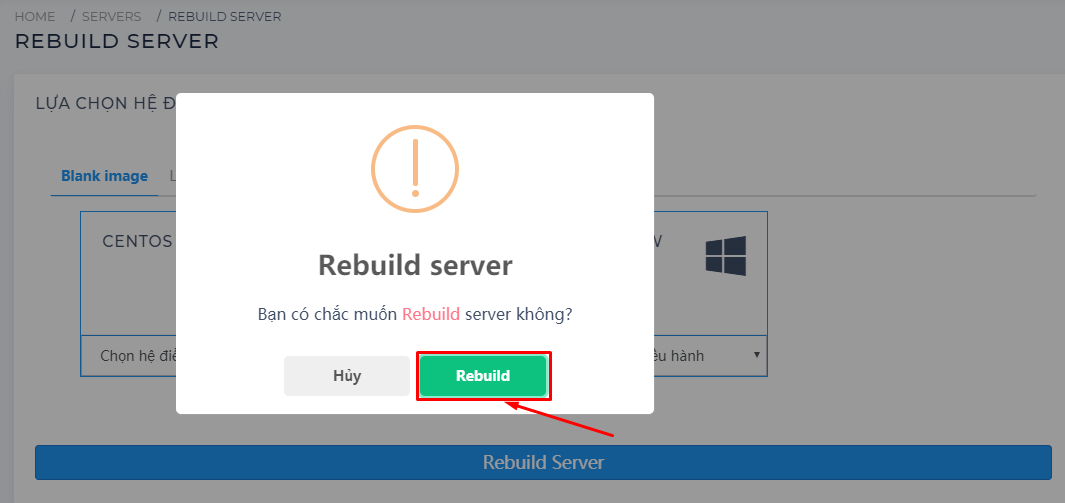 HOME / SERVERS / REBUILD SERVER
REBUILD SERVER
LỰA CHỌN HỆ Đ
Blank image L
CENTOS W
Rebuild server
Bạn có chắc muốn Rebuild server không?
Chọn hệ điề ều hành
Hủy Rebuild
Rebuild Server